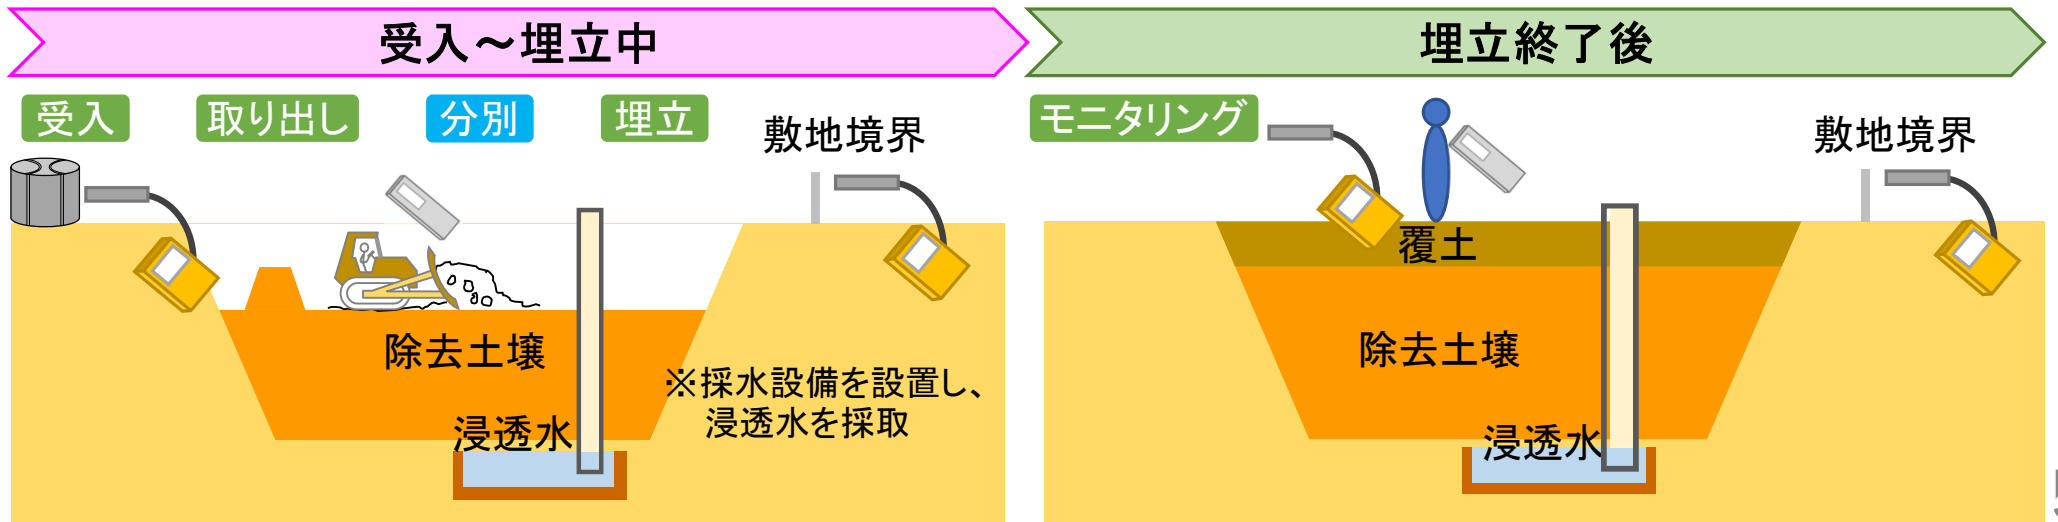 受入～埋立中
埋立終了後
受入
取り出し
分別
埋立
敷地境界
除去土壌
浸透水
※採水設備を設置し、
浸透水を採取
モニタリング
敷地境界
覆土
除去土壌
浸透水